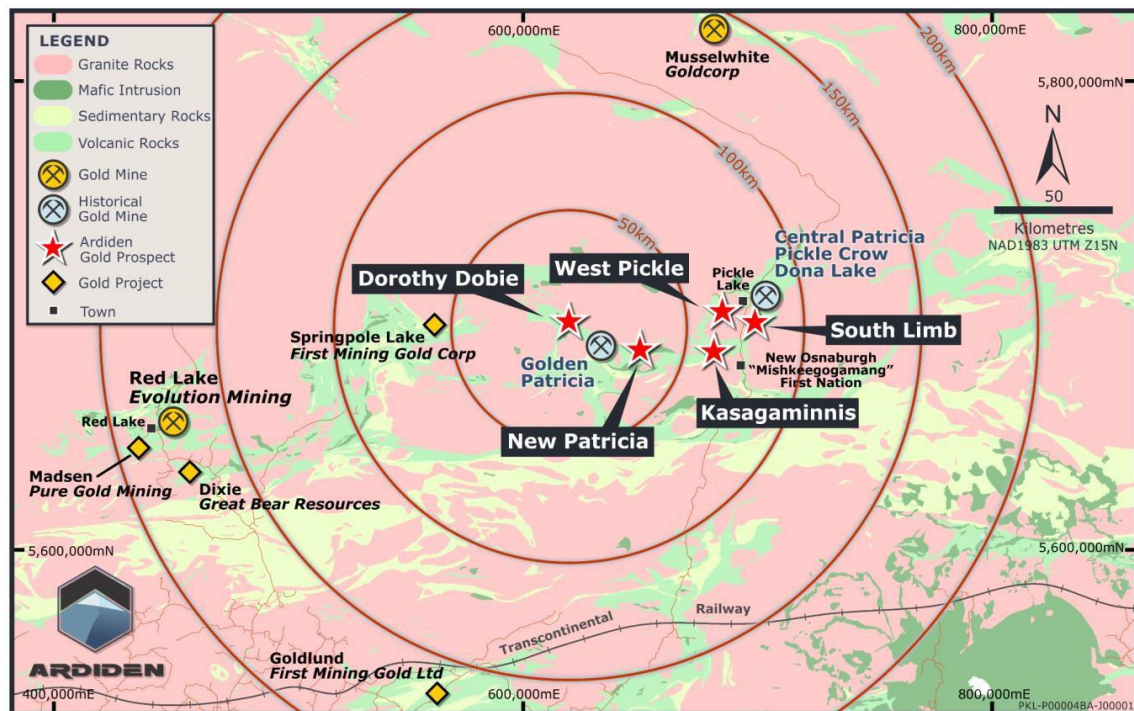 LEGEND
Granite Rocks
Mafic Intrusion
Sedimentary Rocks
Volcanic Rocks
Gold Mine
Historical
Gold Mine
Ardiden
Gold Prospect
Gold Project
Town
600,000mE
800,000mE
200km
Musselwhite
Goldcorp
5,800,000mN
150km
N
100km
50
Kilometres
NAD1983 UTM Z15N
50km
Central Patricia
Pickle Crow
Dona Lake
West Pickle
Pickle
Lake
Dorothy Dobie
South Limb
Springpole Lake
First Mining Gold Corp
Golden
Patricia
New Osnaburgh
"Mishkeegogamang"
First Nation
Red Lake
Evolution Mining
Kasagaminnis
Red Lake
New Patricia
Madsen
Pure Gold Mining
Dixie
Great Bear Resources
5,600,000mN
5,600,000mN
Railway
Transcontinental
ARDIDEN
Goldlund
First Mining Gold Ltd
400,000mE
600,000mE
800,000mE
PKL-P00004BA-J00001